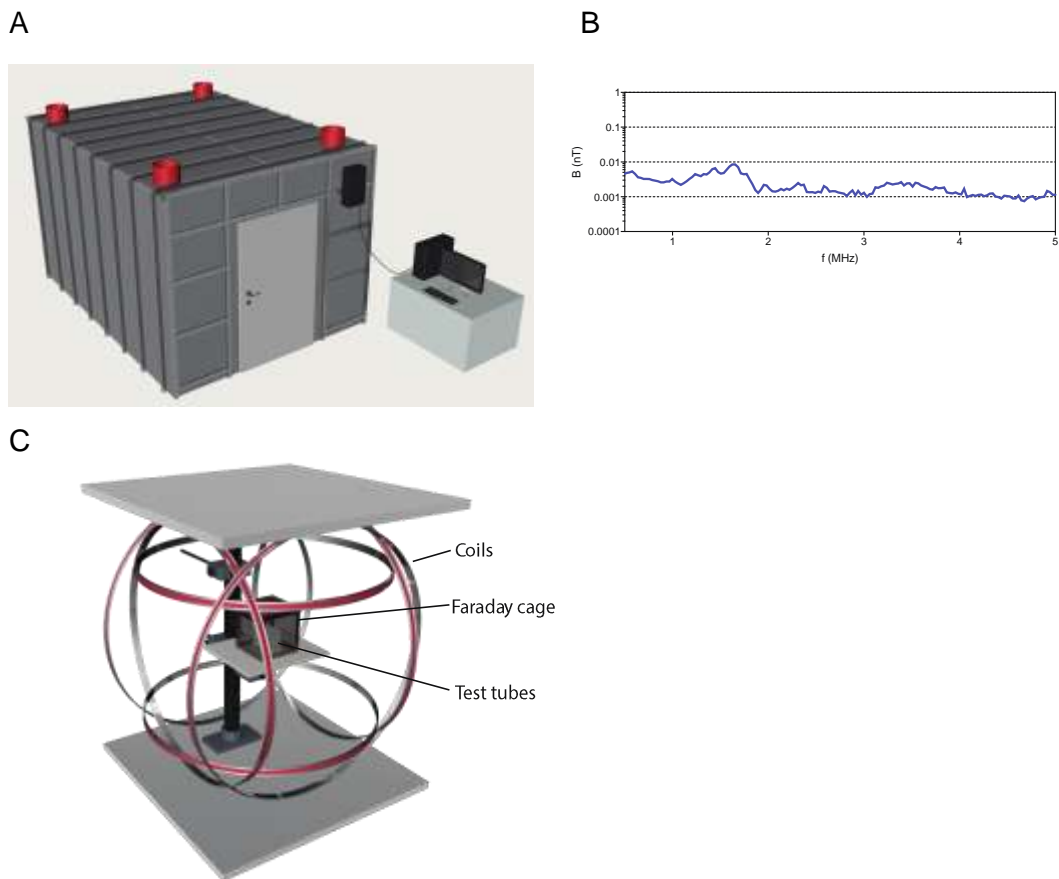 A
B
1
0.1
0.01
0.001
0.0001
B (nT)
1 2 3 4 5
f (MHz)
C
Coils
Faraday cage
Test tubes